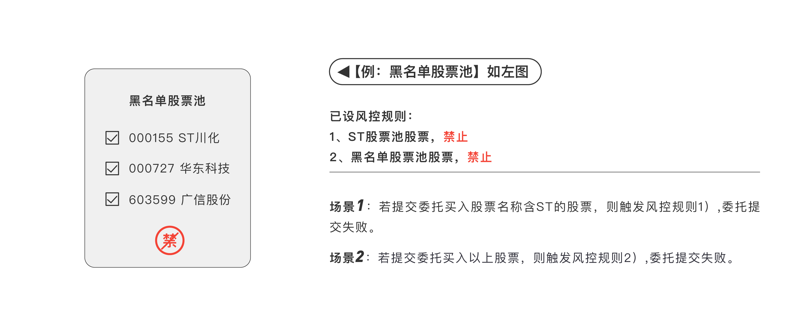 黑名单股票池
000155 ST川化
000727 华东科技
603599 广信股份
禁
【例：黑名单股票池】如左图
已设风控规则：
1、ST股票池股票，禁止
2、黑名单股票池股票，禁止
场景1：若提交委托买入股票名称含ST的股票，则触发风控规则1）,委托提
交失败。
场景2：若提交委托买入以上股票，则触发风控规则2）,委托提交失败。